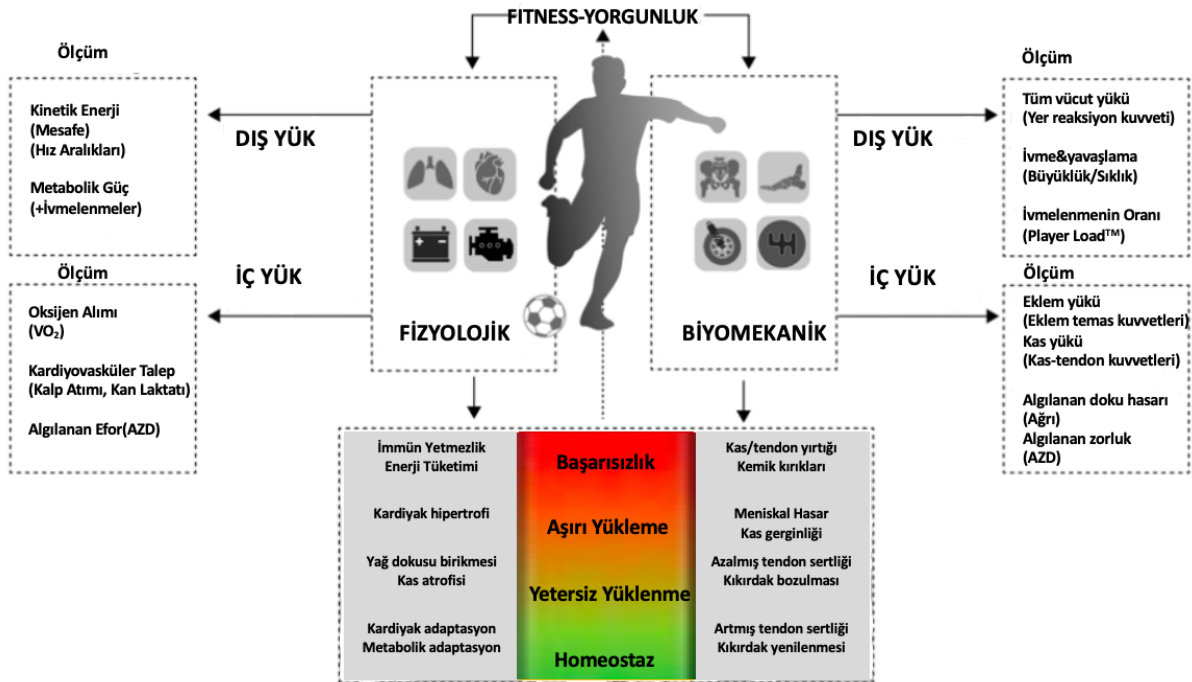 FITNESS-YORGUNLUK
Ölçüm
Kinetik Enerji
(Mesafe)
(Hız Aralıkları)
Metabolik Güç
(+İvmelenmeler)
DIŞ YÜK
Ölçüm
Oksijen Alımı
(VO₂)
Kardiyovasküler Talep
(Kalp Atımı, Kan Laktatı)
Algılanan Efor(AZD)
İÇ YÜK
FİZYOLOJİK
BİYOMEKANİK
DIŞ YÜK
Ölçüm
Tüm vücut yükü
(Yer reaksiyon kuvveti)
İvme&yavaşlama
(Büyüklük/Sıklık)
İvmelenmenin Oranı
(Player Load™)
İÇ YÜK
Ölçüm
Eklem yükü
(Eklem temas kuvvetleri)
Kas yükü
(Kas-tendon kuvvetleri)
Algılanan doku hasarı
(Ağrı)
Algılanan zorluk
(AZD)
İmmün Yetmezlik
Enerji Tüketimi
Başarısızlık
Kas/tendon yırtığı
Kemik kırıkları
Kardiyak hipertrofi
Aşırı Yükleme
Meniskal Hasar
Kas gerginliği
Yağ dokusu birikmesi
Kas atrofisi
Yetersiz Yüklenme
Azalmış tendon sertliği
Kıkırdak bozulması
Kardiyak adaptasyon
Metabolik adaptasyon
Homeostaz
Artmış tendon sertliği
Kıkırdak yenilenmesi